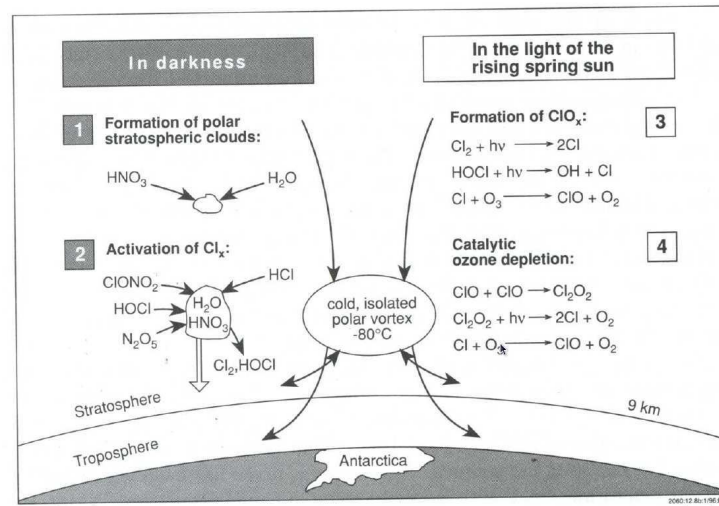 In darkness
In the light of the
rising spring sun
1
Formation of polar
stratospheric clouds:
HNO₃
H₂O
2
Activation of Clₓ:
ClONO₂
HCl
HOCl
H₂O
HNO₃
N₂O₅
Cl₂,HOCl
cold, isolated
polar vortex
-80°C
Formation of ClOₓ:
3
Cl₂ + hν → 2Cl
HOCl + hν → OH + Cl
Cl + O₃ → ClO + O₂
Catalytic
ozone depletion:
4
ClO + ClO → Cl₂O₂
Cl₂O₂ + hν → 2Cl + O₂
Cl + O₃ → ClO + O₂
Stratosphere
9 km
Troposphere
Antarctica